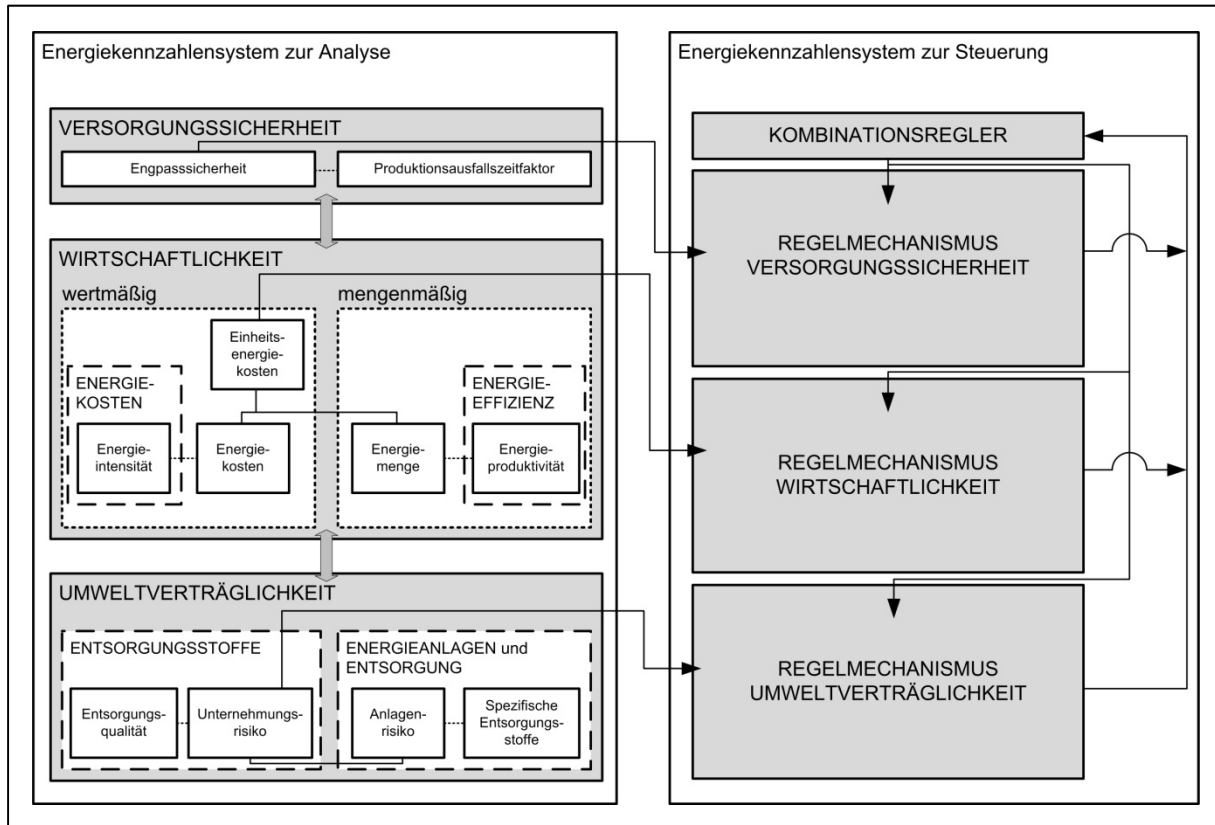 Energiekennzahlensystem zur Analyse
VERSORGUNGSSICHERHEIT
Engpasssicherheit
Produktionsausfallszeitfaktor
WIRTSCHAFTLICHKEIT
wertmäßig
mengenmäßig
Einheits-
energie-
kosten
ENERGIE-
KOSTEN
ENERGIE-
EFFIZIENZ
Energie-
intensität
Energie-
kosten
Energie-
menge
Energie-
produktivität
UMWELTVERTRÄGLICHKEIT
ENTSORGUNGSSTOFFE
ENERGIEANLAGEN und
ENTSORGUNG
Entsorgungs-
qualität
Unternehmungs-
risiko
Anlagen-
risiko
Spezifische
Entsorgungs-
stoffe
Energiekennzahlensystem zur Steuerung
KOMBINATIONSREGLER
REGELMECHANISMUS
VERSORGUNGSSICHERHEIT
REGELMECHANISMUS
WIRTSCHAFTLICHKEIT
REGELMECHANISMUS
UMWELTVERTRÄGLICHKEIT